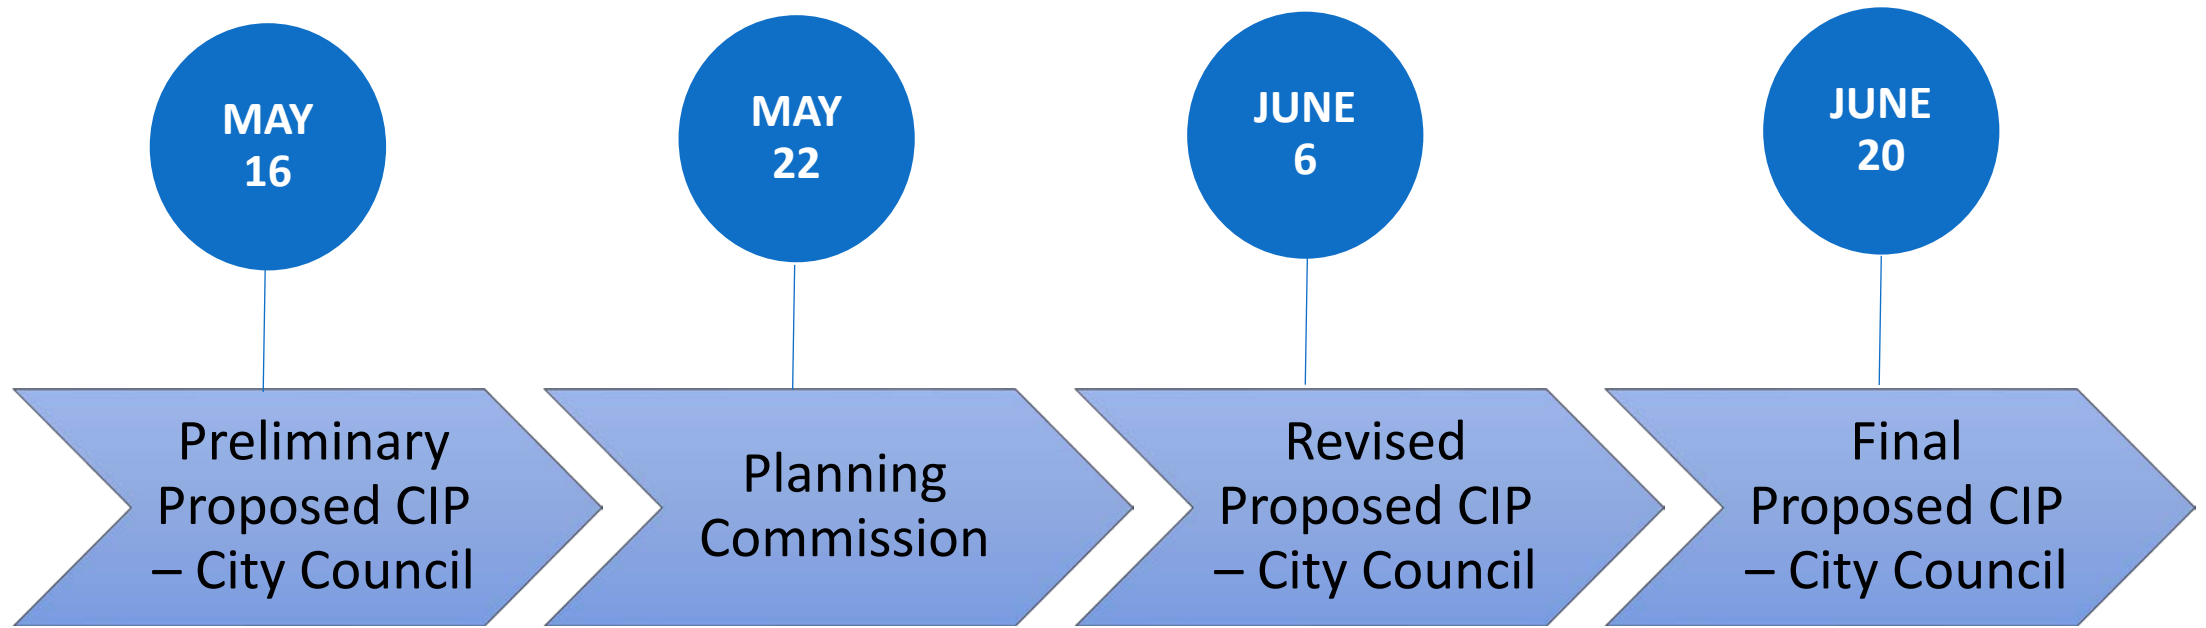 MAY
16
MAY
22
JUNE
6
JUNE
20
Preliminary
Proposed CIP
– City Council
Planning
Commission
Revised
Proposed CIP
– City Council
Final
Proposed CIP
– City Council